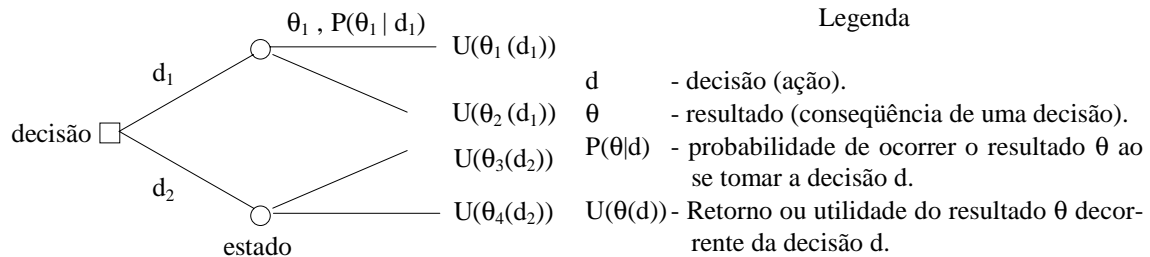 θ₁ , P(θ₁ | d₁)
U(θ₁ (d₁))
d₁
U(θ₂ (d₁))
decisão
U(θ₃(d₂))
d₂
U(θ₄(d₂))
estado
Legenda
d - decisão (ação).
θ - resultado (conseqüência de uma decisão).
P(θ|d) - probabilidade de ocorrer o resultado θ ao
se tomar a decisão d.
U(θ(d)) - Retorno ou utilidade do resultado θ decor-
rente da decisão d.